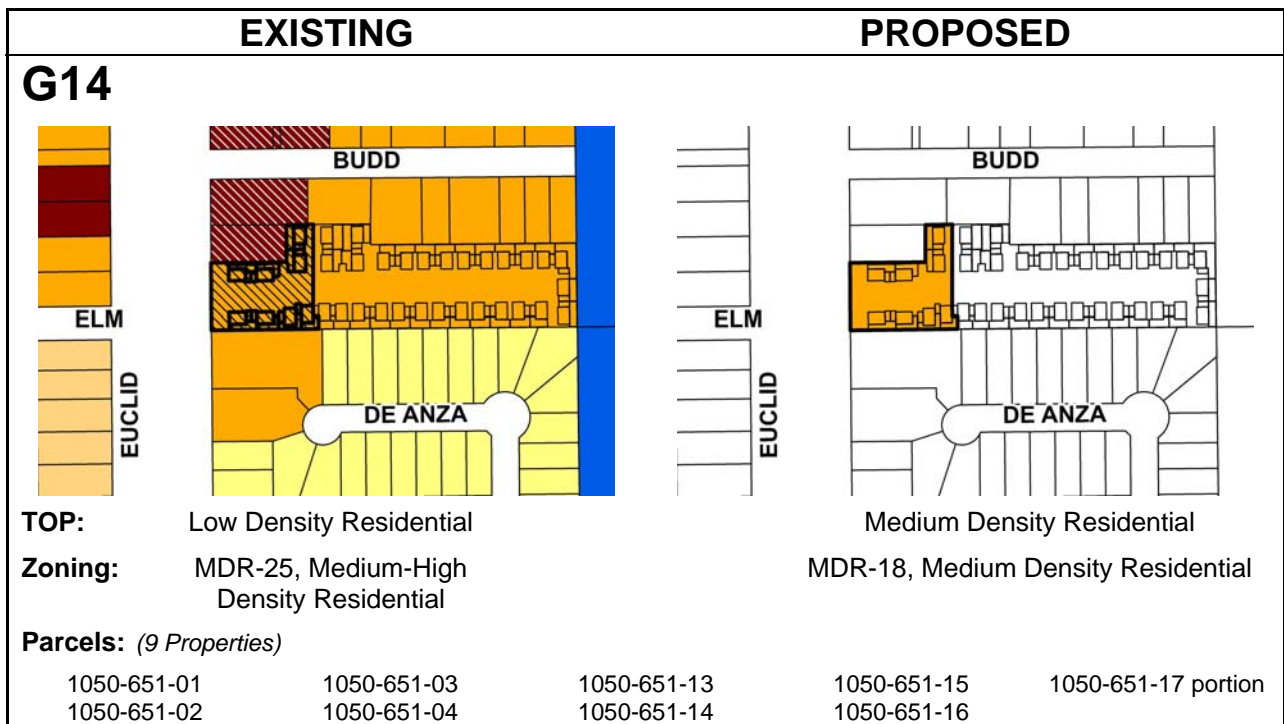 EXISTING PROPOSED
G14
BUDD BUDD
ELM ELM
EUCLID EUCLID
DE ANZA DE ANZA
TOP: Low Density Residential Medium Density Residential
Zoning: MDR-25, Medium-High MDR-18, Medium Density Residential
Density Residential
Parcels: (9 Properties)
1050-651-01 1050-651-03 1050-651-13 1050-651-15 1050-651-17 portion
1050-651-02 1050-651-04 1050-651-14 1050-651-16